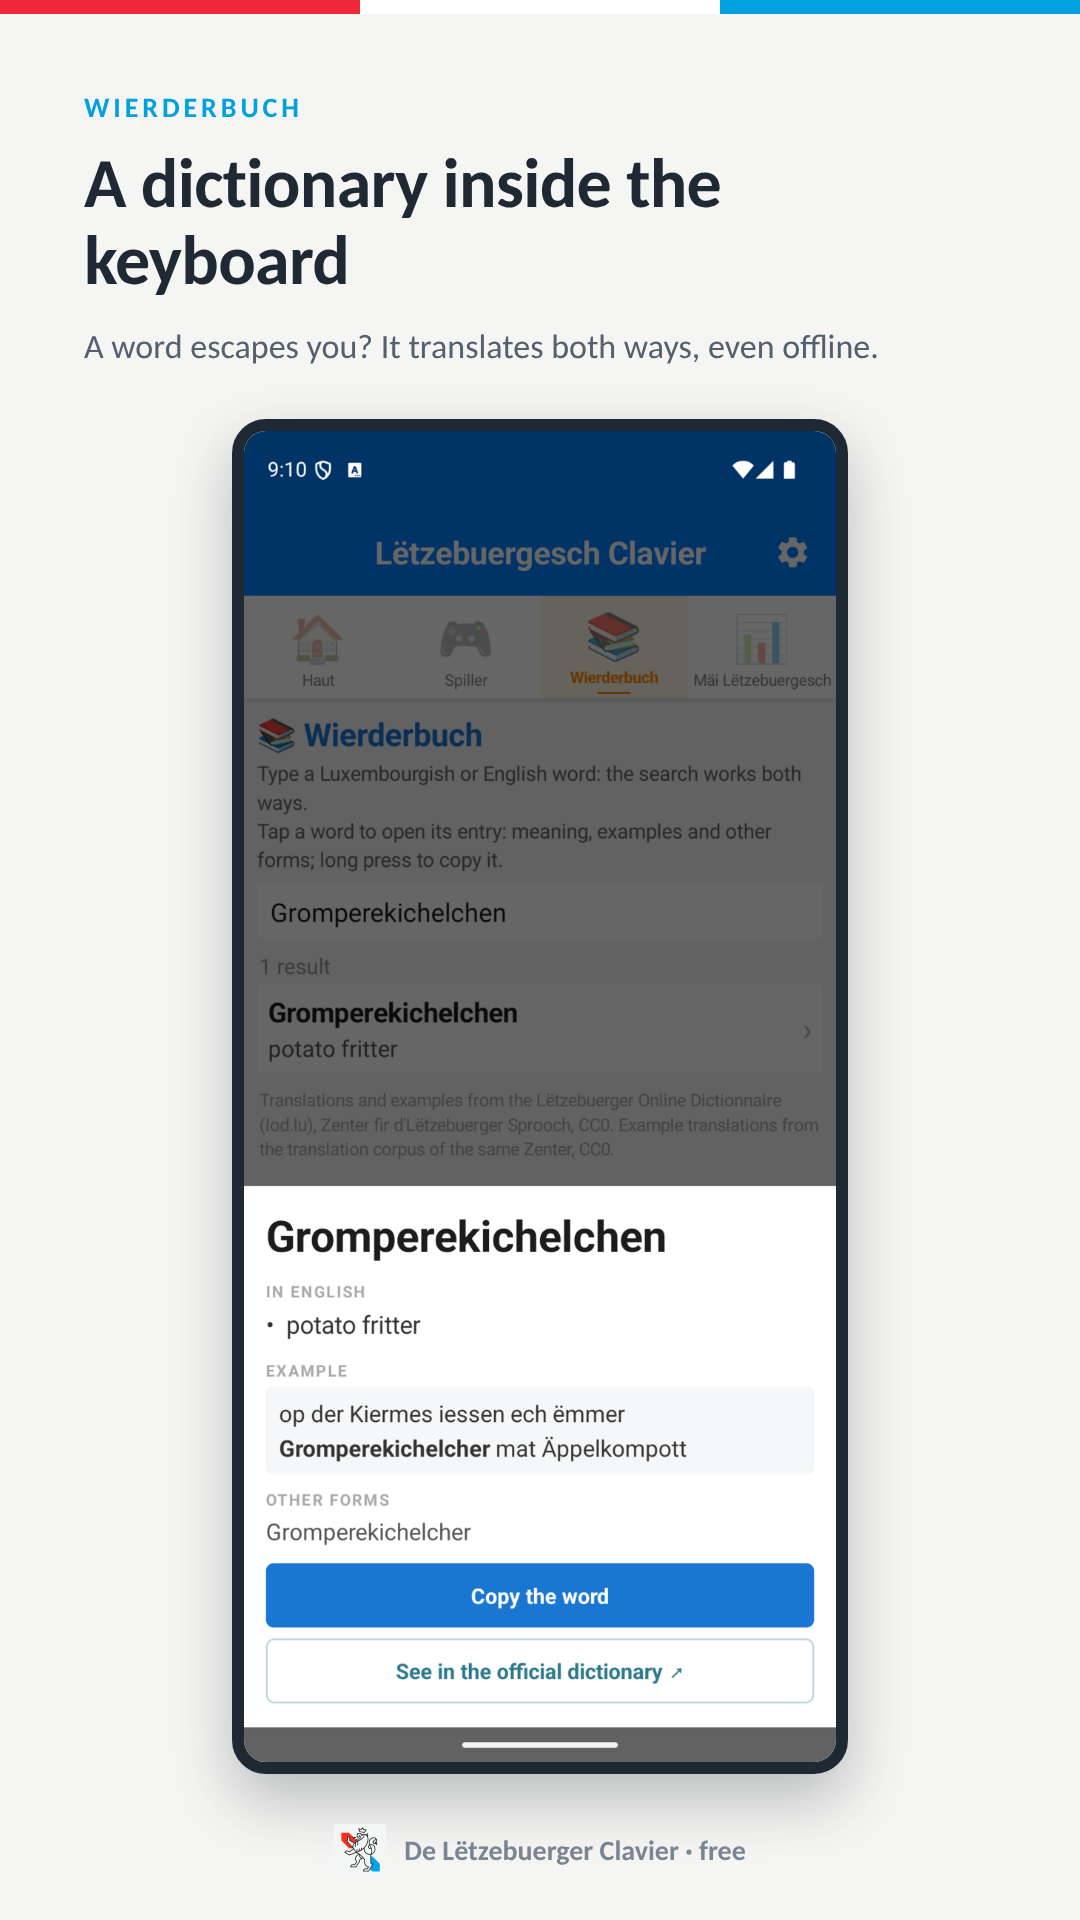 WIERDERBUCH
A dictionary inside the
keyboard
A word escapes you? It translates both ways, even offline.
9:10
Lëtzebuergesch Clavier
Haut
Spiller
Wierderbuch
Mäi Lëtzebuergesch
Wierderbuch
Type a Luxembourgish or English word: the search works both
ways.
Tap a word to open its entry: meaning, examples and other
forms; long press to copy it.
Gromperekichelchen
1 result
Gromperekichelchen
potato fritter
Translations and examples from the Lëtzebuerger Online Dictionnaire
(lod.lu), Zenter fir d'Lëtzebuerger Sprooch, CC0. Example translations from
the translation corpus of the same Zenter, CC0.
Gromperekichelchen
IN ENGLISH
• potato fritter
EXAMPLE
op der Kiermes iessen ech ëmmer
Gromperekichelcher mat Äppelkompott
OTHER FORMS
Gromperekichelcher
Copy the word
See in the official dictionary ↗
De Lëtzebuerger Clavier · free